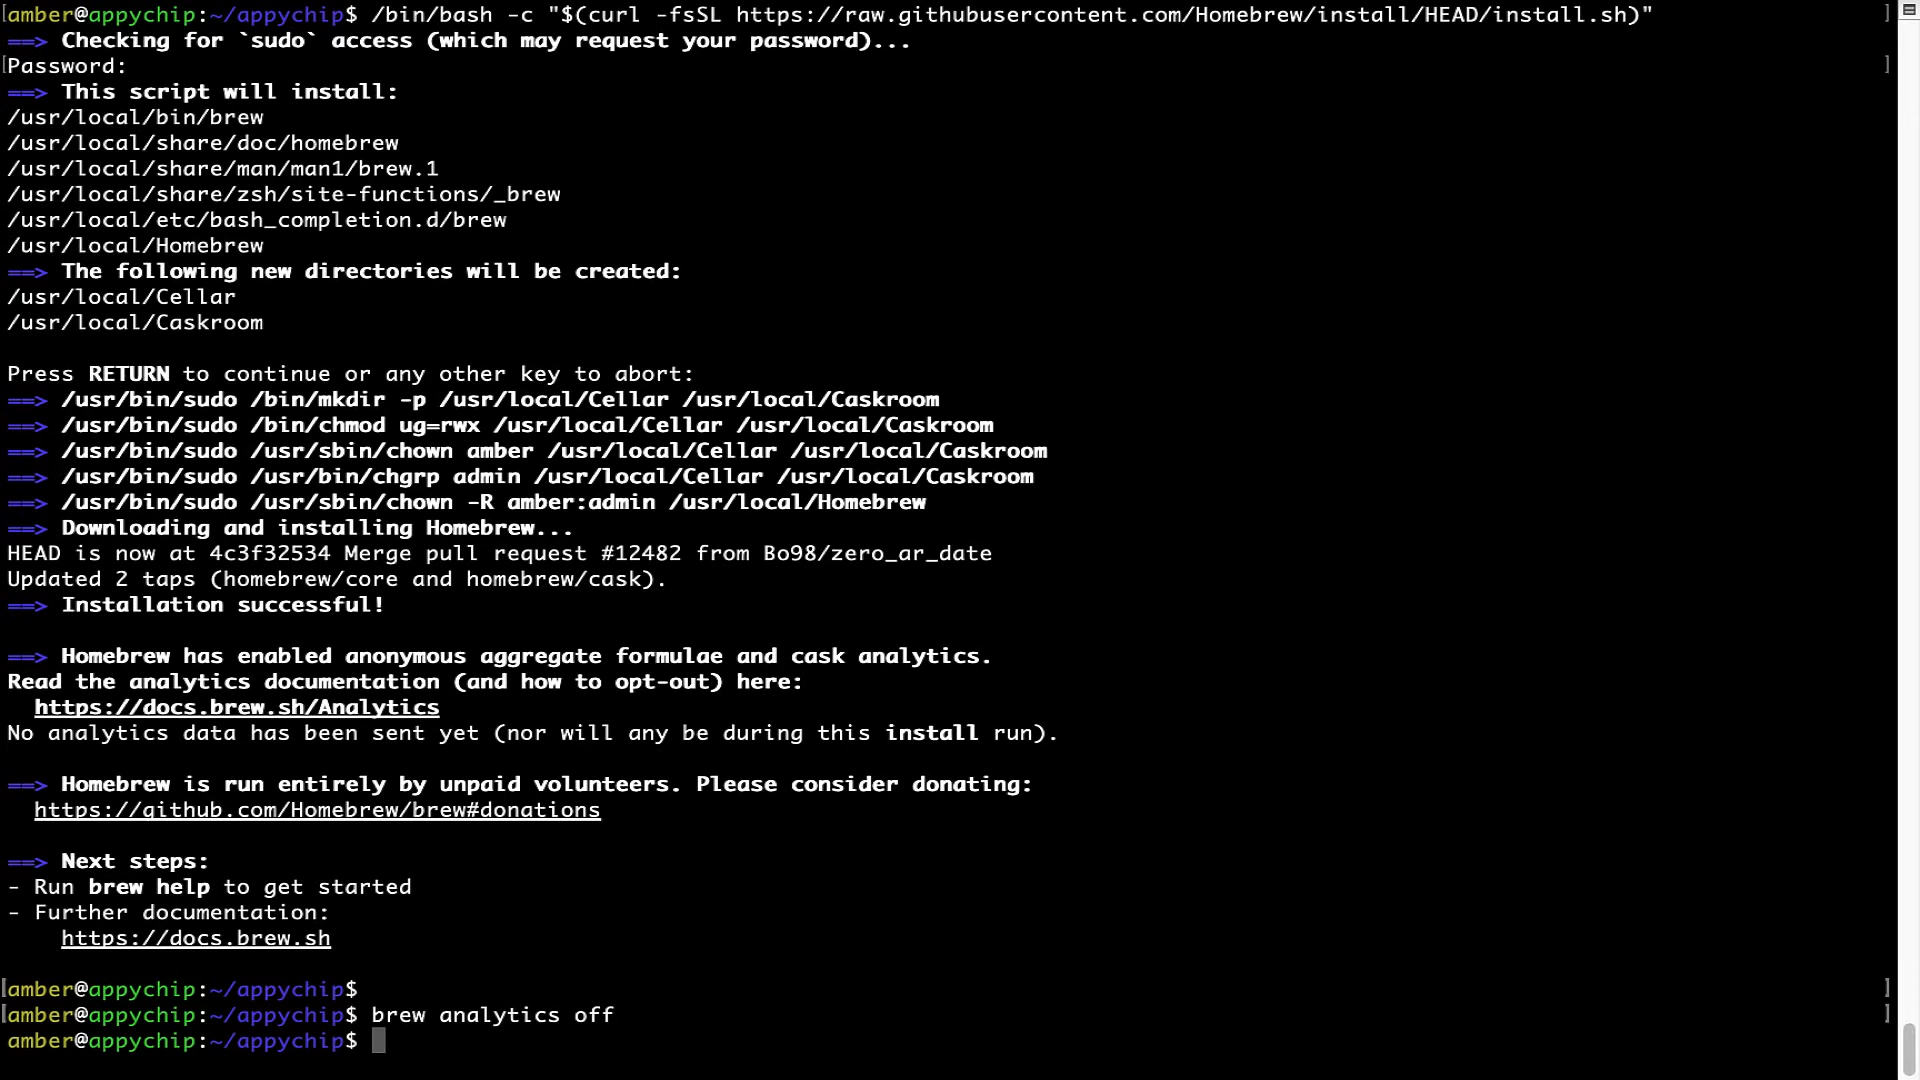 amber@appychip:~/appychip$ /bin/bash -c "$(curl -fsSL https://raw.githubusercontent.com/Homebrew/install/HEAD/install.sh)"
==> Checking for `sudo` access (which may request your password)...
Password:
==> This script will install:
/usr/local/bin/brew
/usr/local/share/doc/homebrew
/usr/local/share/man/man1/brew.1
/usr/local/share/zsh/site-functions/_brew
/usr/local/etc/bash_completion.d/brew
/usr/local/Homebrew
==> The following new directories will be created:
/usr/local/Cellar
/usr/local/Caskroom
Press RETURN to continue or any other key to abort:
==> /usr/bin/sudo /bin/mkdir -p /usr/local/Cellar /usr/local/Caskroom
==> /usr/bin/sudo /bin/chmod ug=rwx /usr/local/Cellar /usr/local/Caskroom
==> /usr/bin/sudo /usr/sbin/chown amber /usr/local/Cellar /usr/local/Caskroom
==> /usr/bin/sudo /usr/bin/chgrp admin /usr/local/Cellar /usr/local/Caskroom
==> /usr/bin/sudo /usr/sbin/chown -R amber:admin /usr/local/Homebrew
==> Downloading and installing Homebrew...
HEAD is now at 4c3f32534 Merge pull request #12482 from Bo98/zero_ar_date
Updated 2 taps (homebrew/core and homebrew/cask).
==> Installation successful!
==> Homebrew has enabled anonymous aggregate formulae and cask analytics.
Read the analytics documentation (and how to opt-out) here:
https://docs.brew.sh/Analytics
No analytics data has been sent yet (nor will any be during this install run).
==> Homebrew is run entirely by unpaid volunteers. Please consider donating:
https://github.com/Homebrew/brew#donations
==> Next steps:
- Run brew help to get started
- Further documentation:
https://docs.brew.sh
amber@appychip:~/appychip$
amber@appychip:~/appychip$ brew analytics off
amber@appychip:~/appychip$